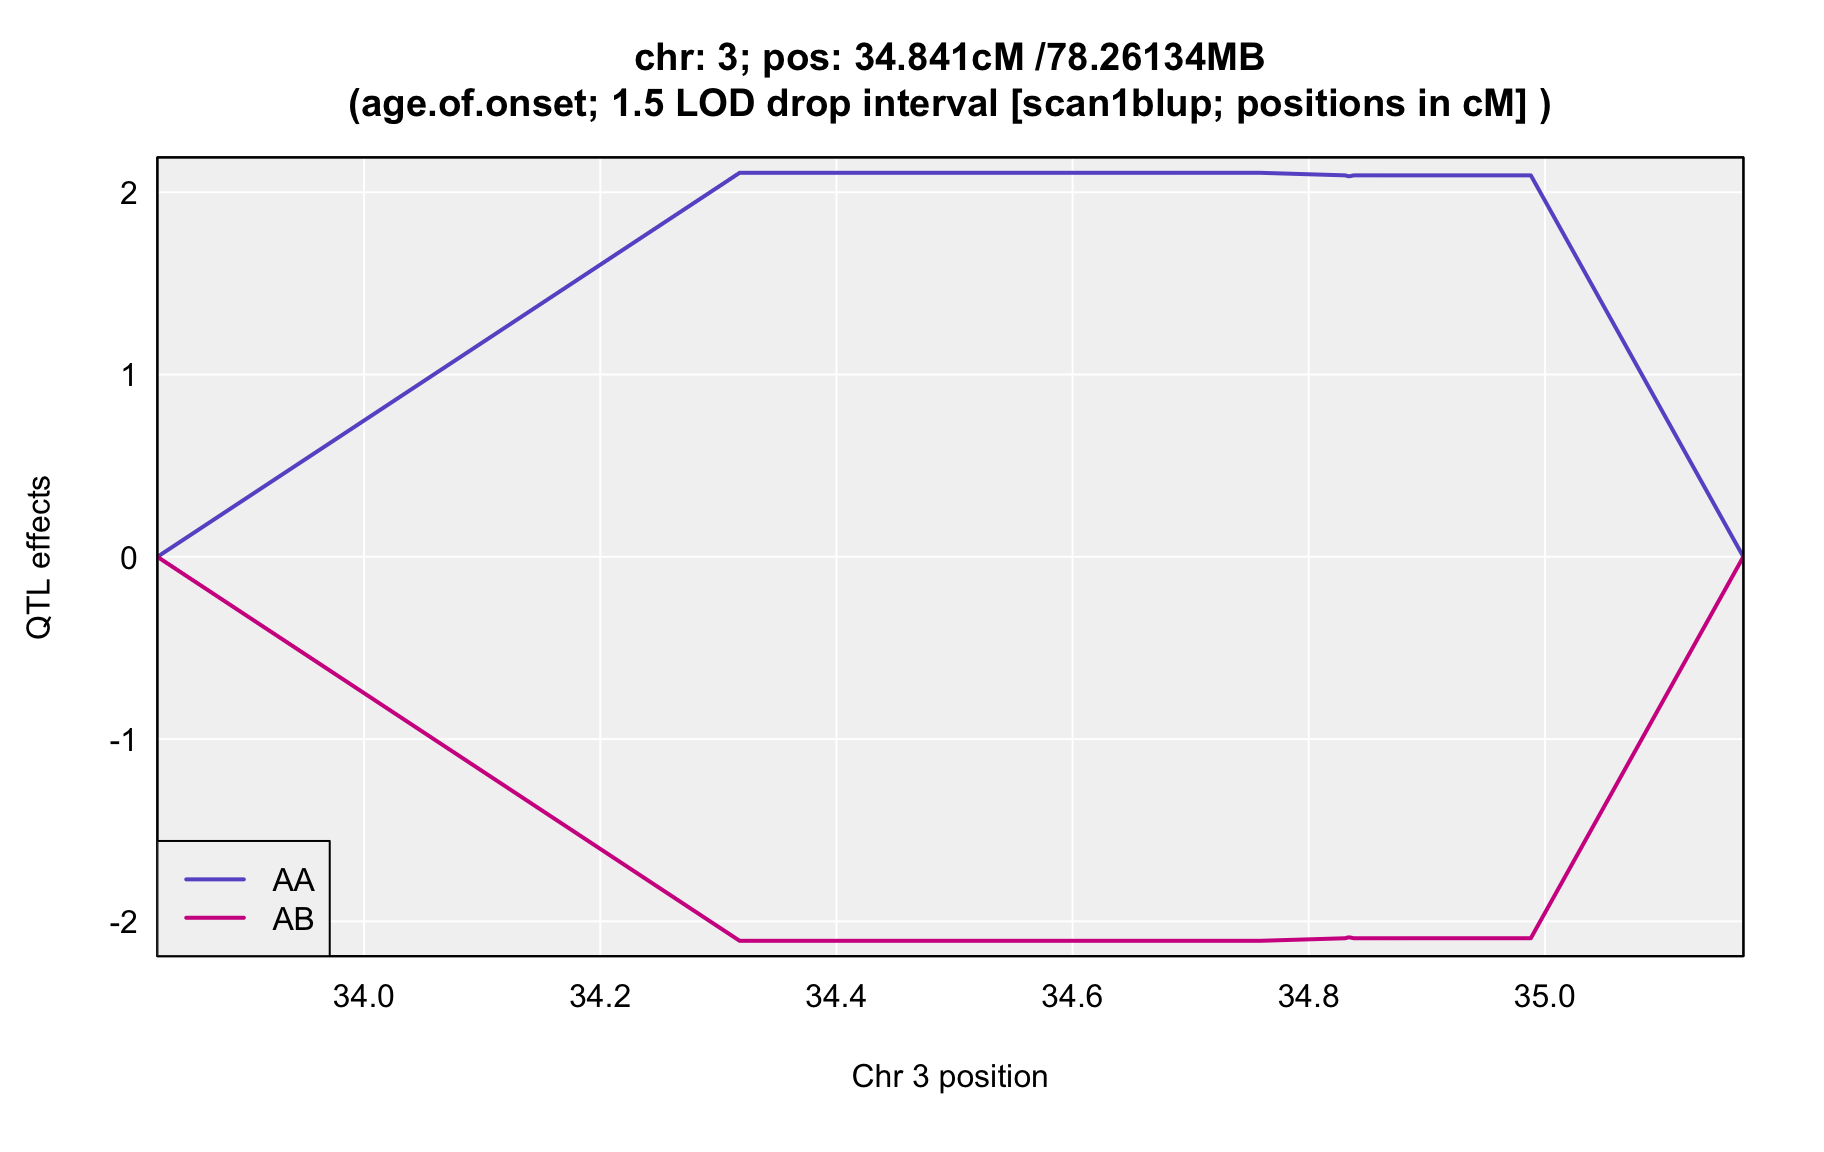 chr: 3; pos: 34.841cM /78.26134MB
(age.of.onset; 1.5 LOD drop interval [scan1blup; positions in cM] )
2
1
0
-1
-2
QTL effects
AA
AB
34.0 34.2 34.4 34.6 34.8 35.0
Chr 3 position